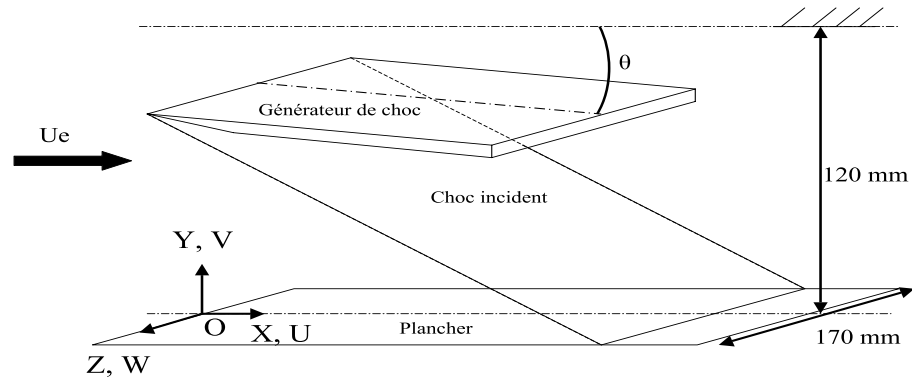 θ
Générateur de choc
Ue
120 mm
Choc incident
Y, V
O
X, U
Plancher
Z, W
170 mm